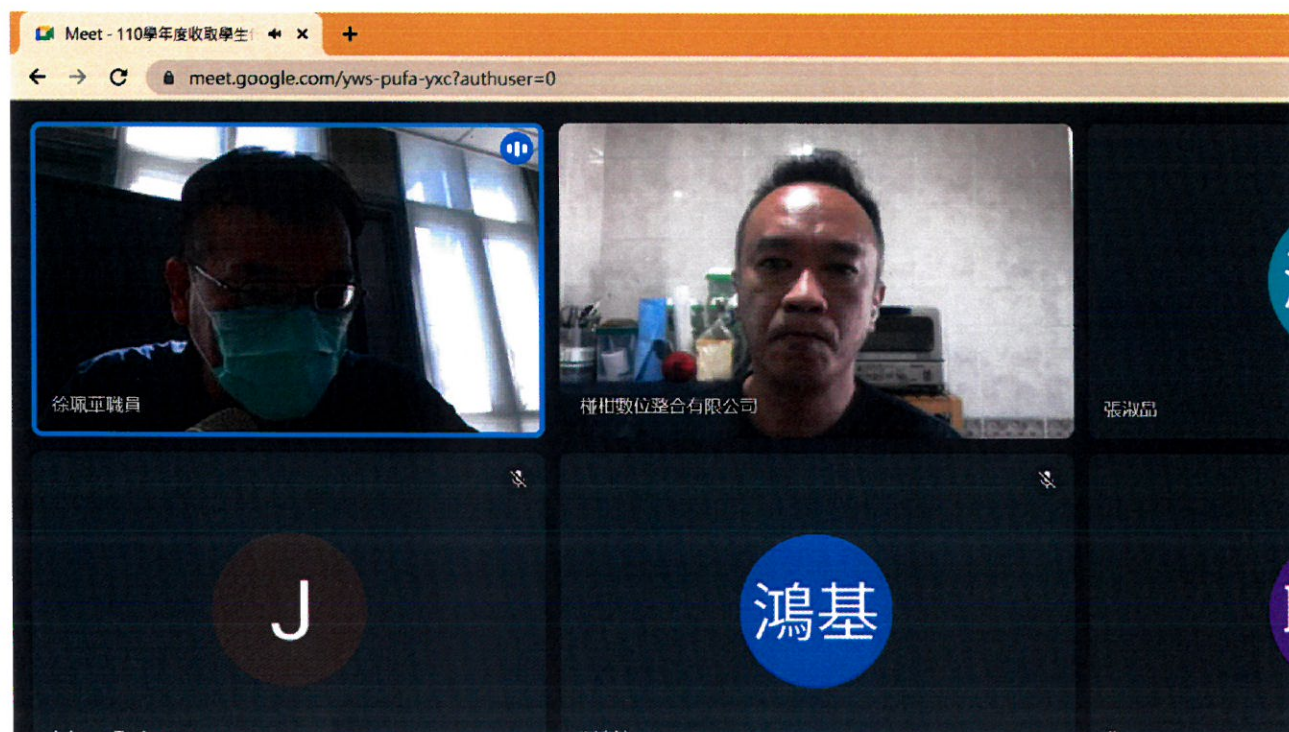 Meet - 110學年度收取學生
meet.google.com/yws-pufa-yxc?authuser=0
徐珮華職員
椪柑數位整合有限公司
張淑晶
J
鴻基